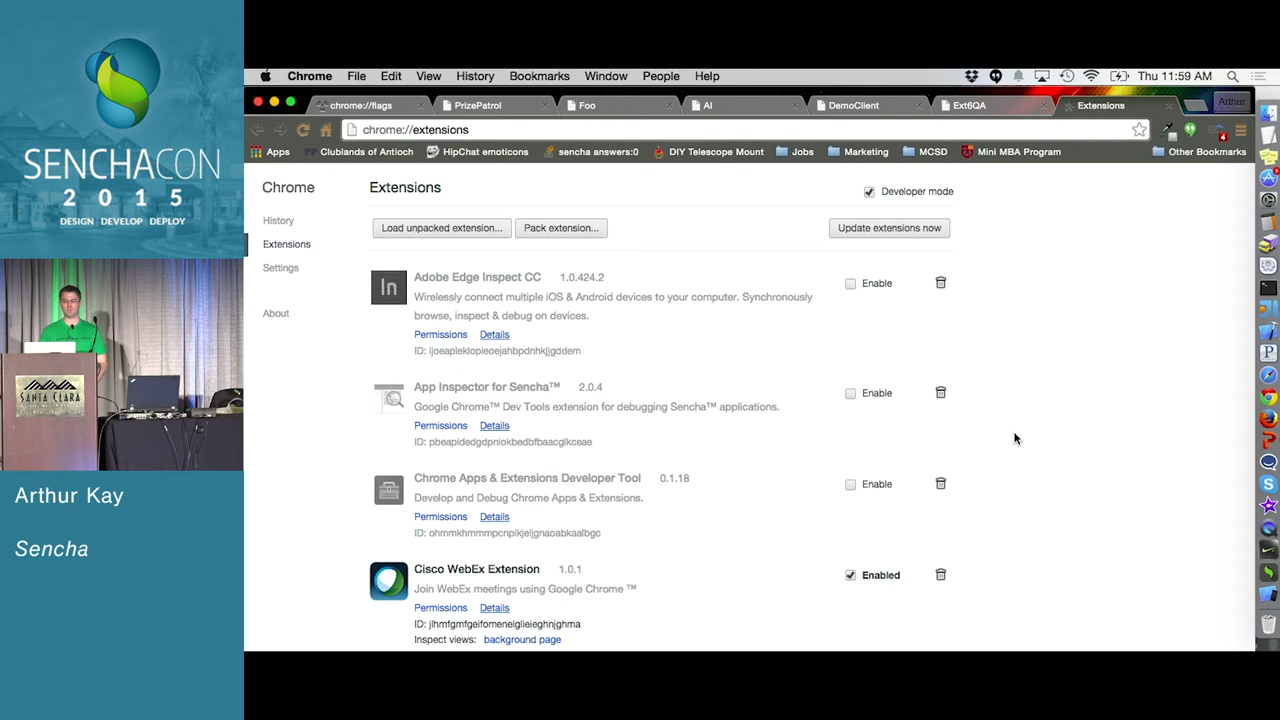 SENCHACON
2 0 1 5
DESIGN | DEVELOP | DEPLOY
SANTA CLARA
Arthur Kay
Sencha
Chrome File Edit View History Bookmarks Window People Help Thu 11:59 AM
chrome://flags PrizePatrol Foo AI DemoClient Ext6QA Extensions Arthur
chrome://extensions
Apps Clublands of Antioch HipChat emoticons sencha answers:0 DIY Telescope Mount Jobs Marketing MCSD Mini MBA Program Other Bookmarks
Chrome
History
Extensions
Settings
About
Extensions Developer mode
Load unpacked extension... Pack extension... Update extensions now
In
Adobe Edge Inspect CC 1.0.424.2 Enable
Wirelessly connect multiple iOS & Android devices to your computer. Synchronously
browse, inspect & debug on devices.
Permissions Details
ID: ijoeapleklopieoejahbpdnhkjjgddem
App Inspector for Sencha™ 2.0.4 Enable
Google Chrome™ Dev Tools extension for debugging Sencha™ applications.
Permissions Details
ID: pbeapidedgdpniokbedbfbaacglkceae
Chrome Apps & Extensions Developer Tool 0.1.18 Enable
Develop and Debug Chrome Apps & Extensions.
Permissions Details
ID: ohmmkhmmmpcnplkjeljgnaoabkaalbgc
Cisco WebEx Extension 1.0.1 Enabled
Join WebEx meetings using Google Chrome ™
Permissions Details
ID: jlhmfgmfgeifomenelglieieghnjghma
Inspect views: background page